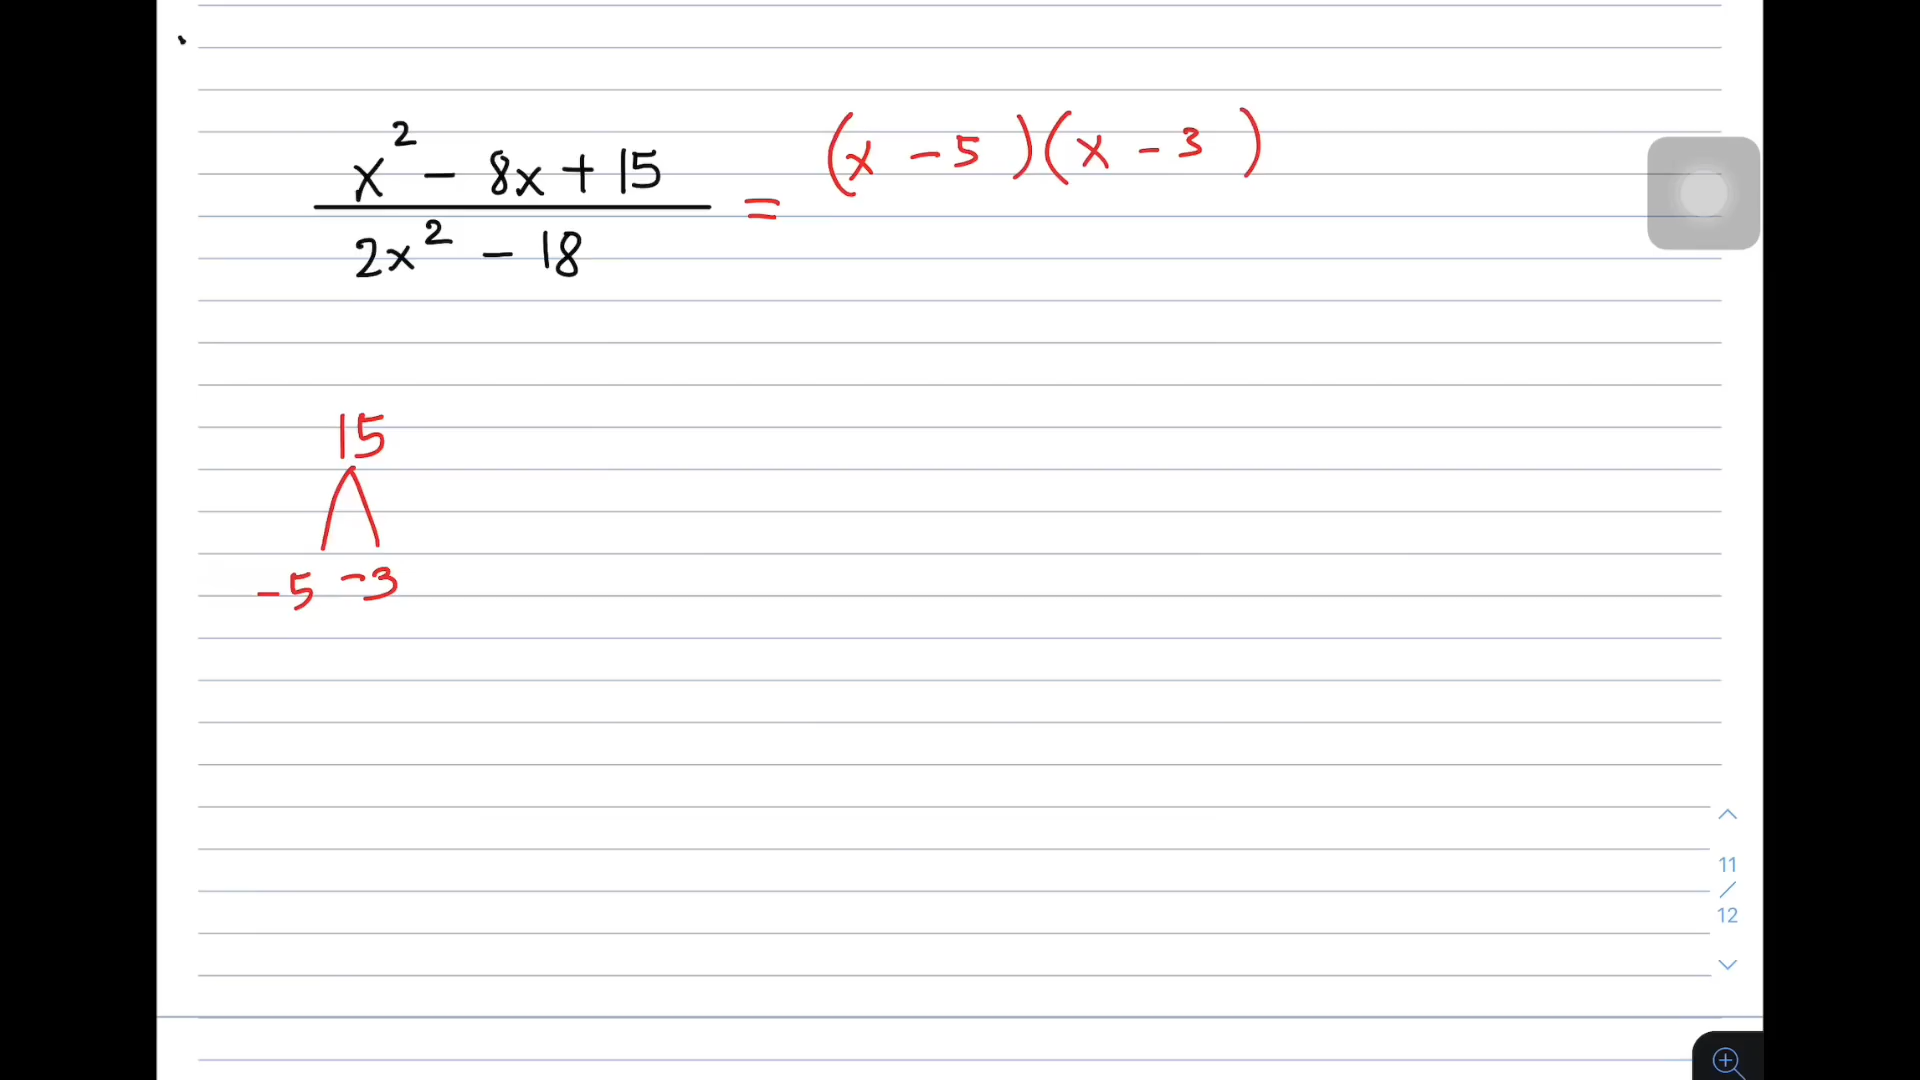 x² - 8x + 15
2x² - 18
= (x - 5)(x - 3)
15
-5 -3
11
/
12